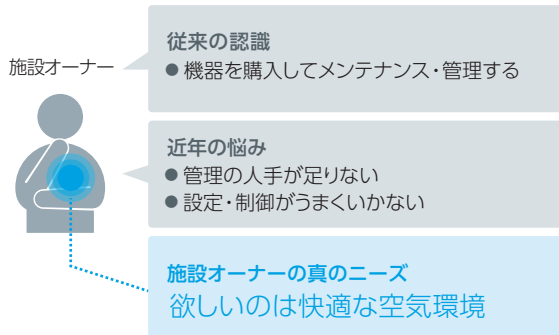 施設オーナー
従来の認識
● 機器を購入してメンテナンス・管理する
近年の悩み
● 管理の人手が足りない
● 設定・制御がうまくいかない
施設オーナーの真のニーズ
欲しいのは快適な空気環境